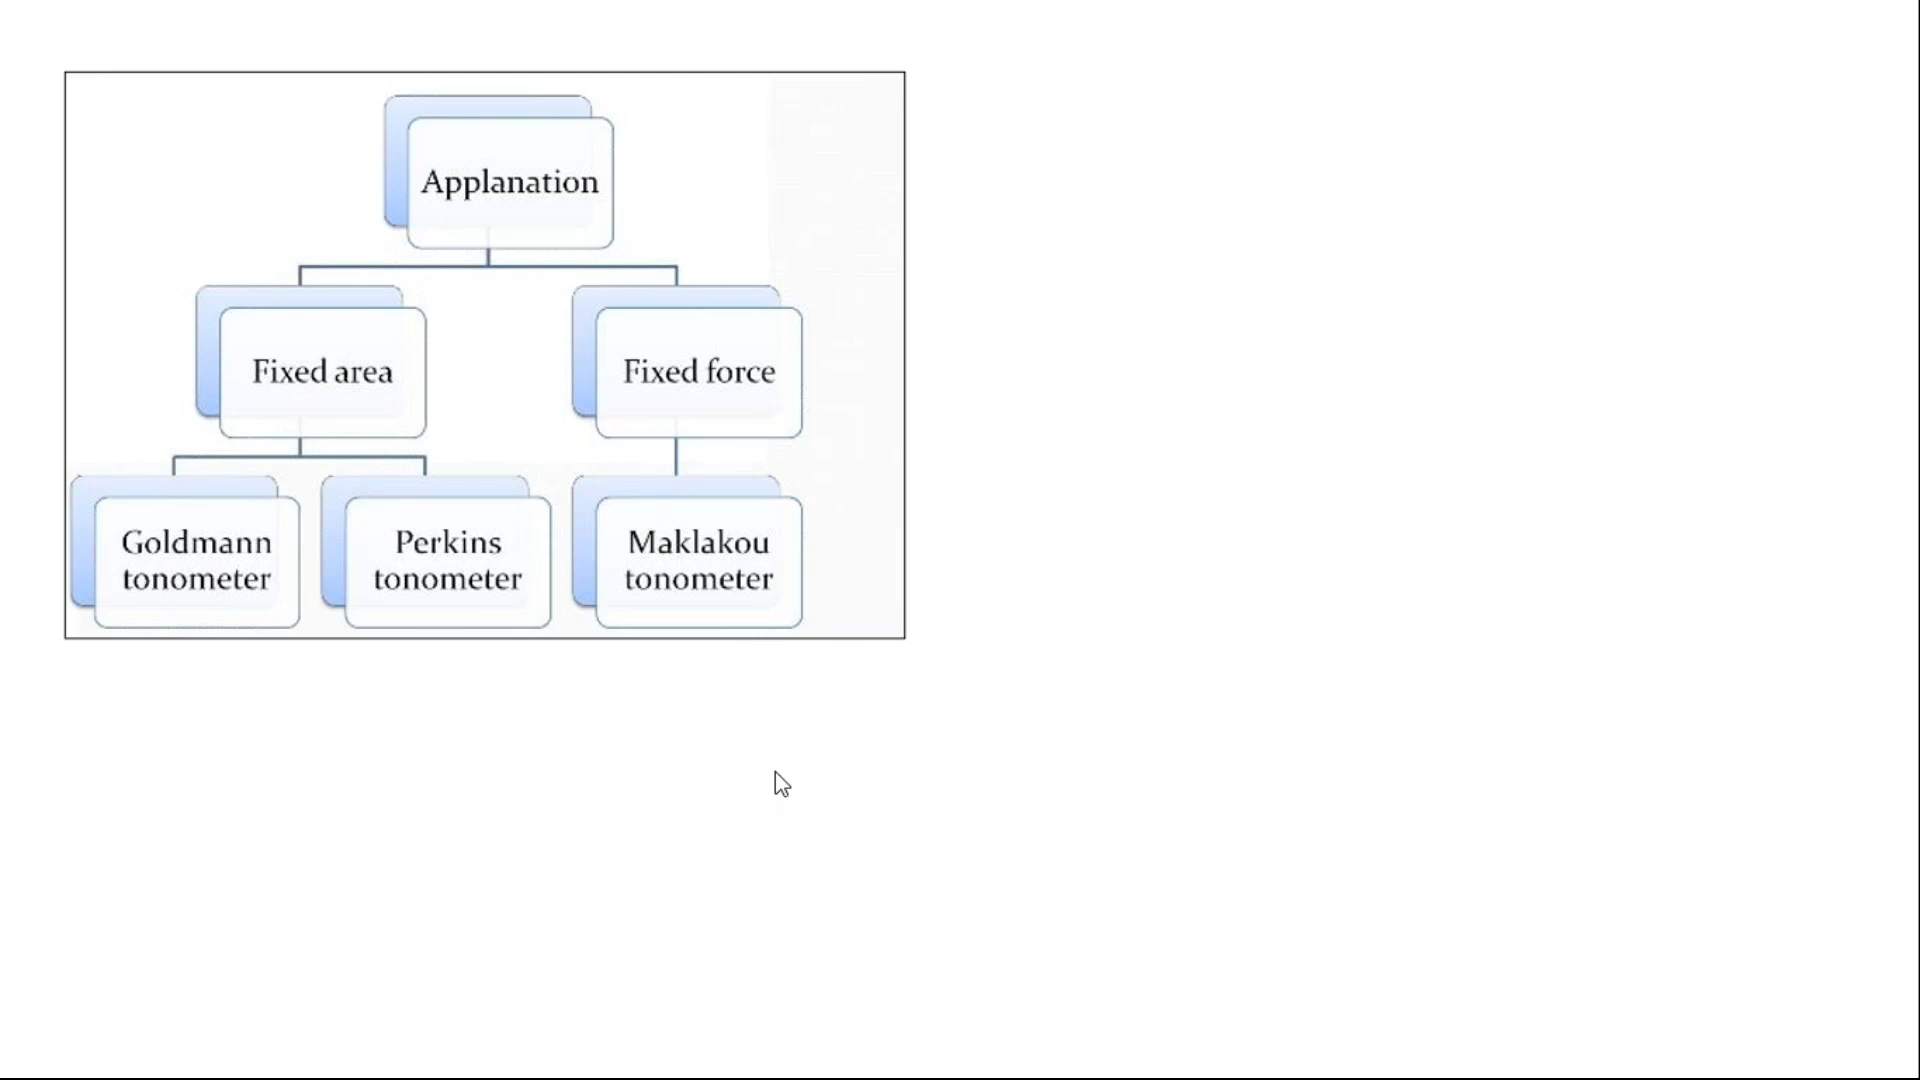 Applanation
Fixed area
Fixed force
Goldmann
tonometer
Perkins
tonometer
Maklakou
tonometer